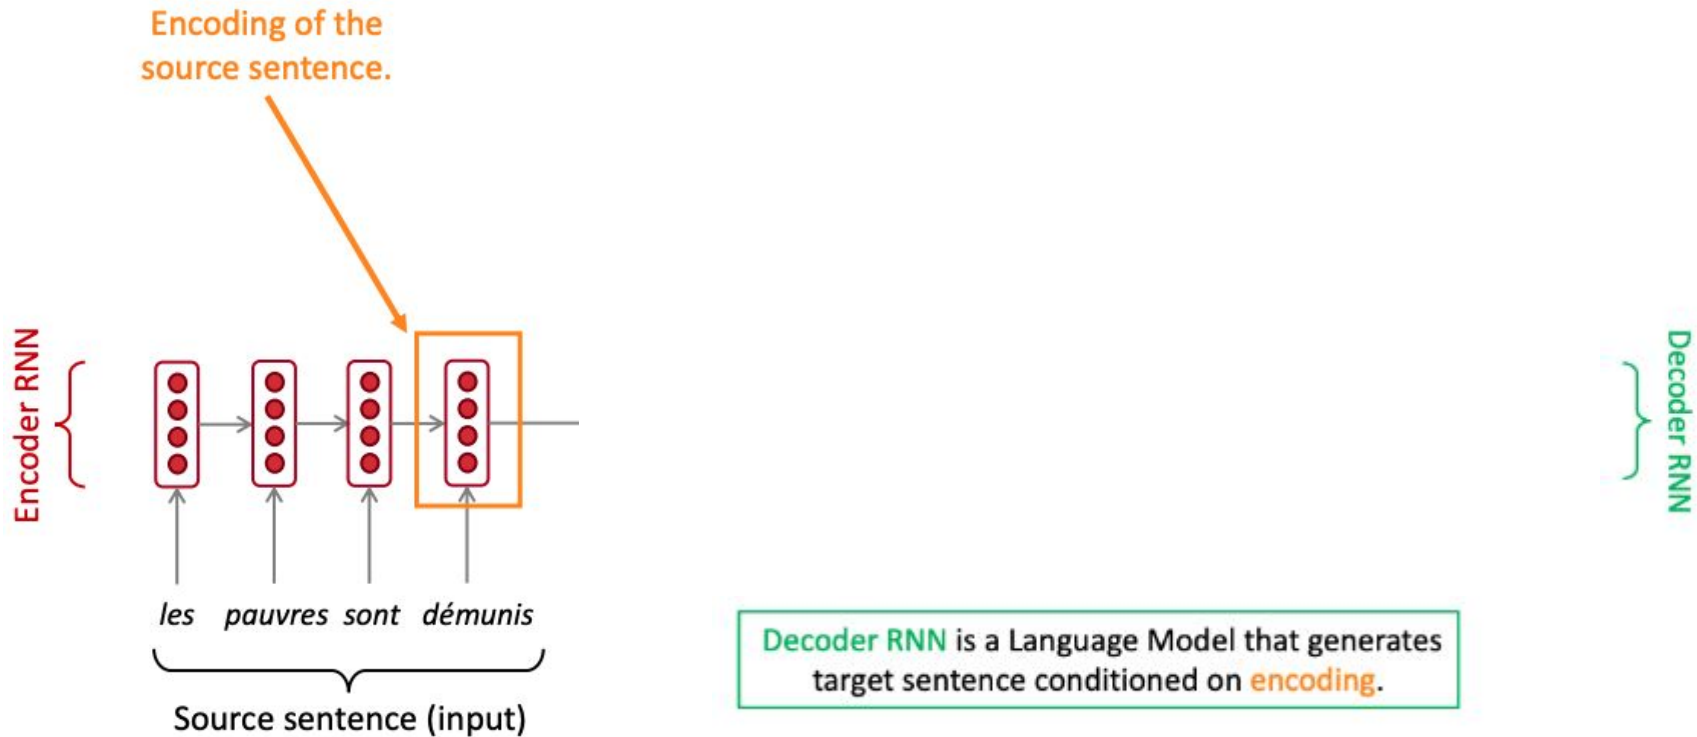 Encoding of the
source sentence.
Encoder RNN
Decoder RNN
les pauvres sont démunis
Source sentence (input)
Decoder RNN is a Language Model that generates
target sentence conditioned on encoding.